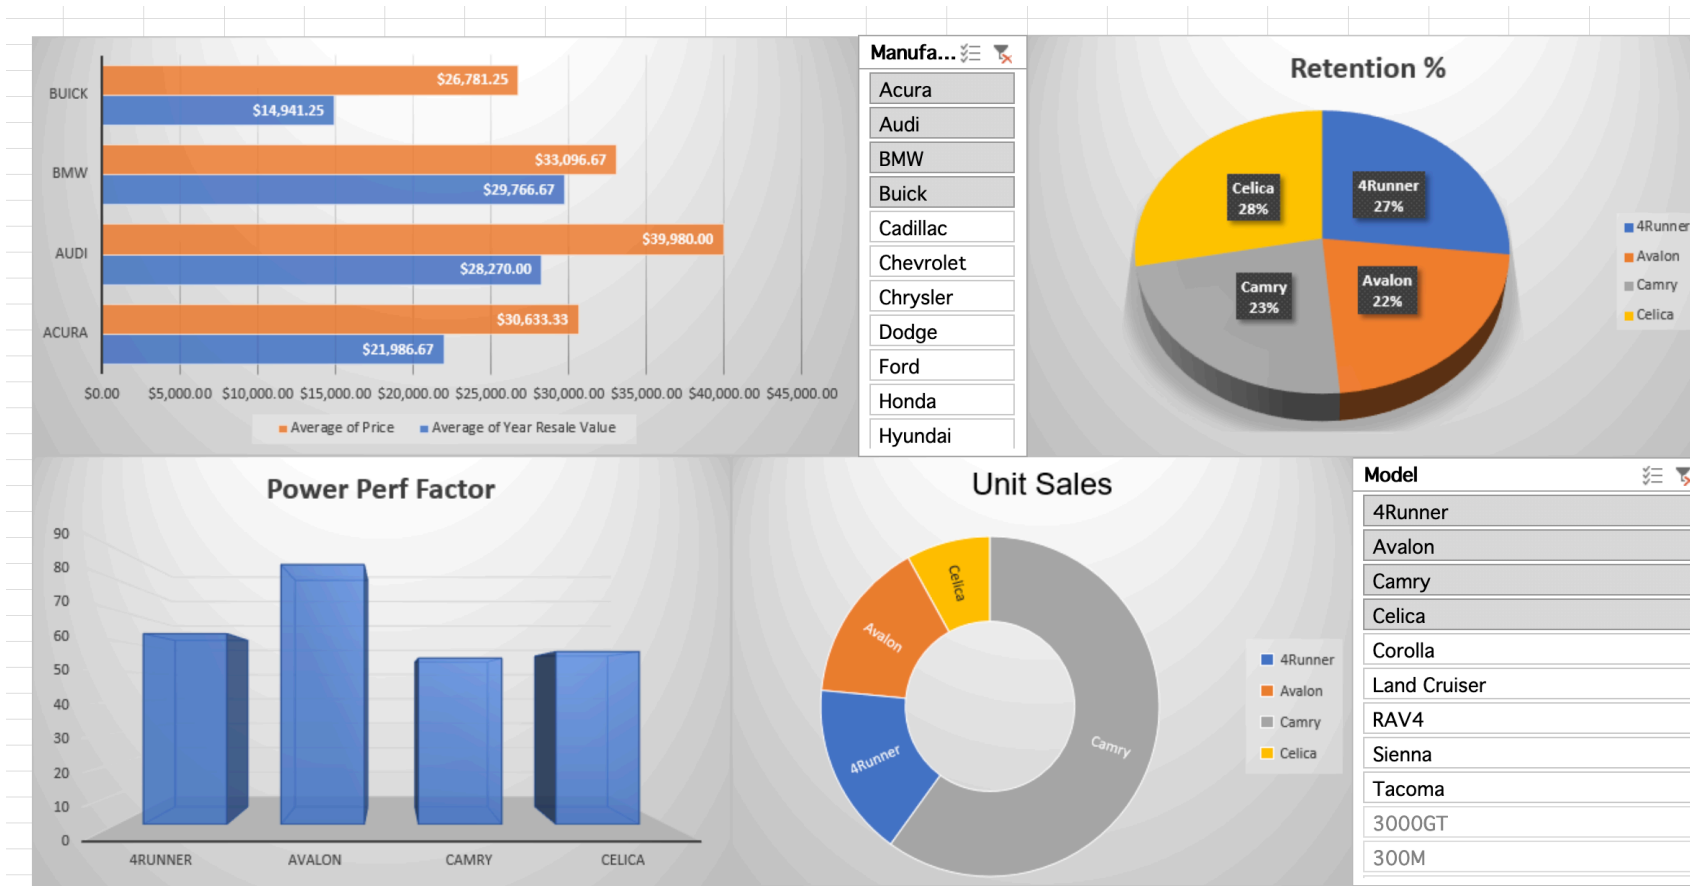 BUICK
$26,781.25
$14,941.25
BMW
$33,096.67
$29,766.67
AUDI
$39,980.00
$28,270.00
ACURA
$30,633.33
$21,986.67
$0.00 $5,000.00 $10,000.00 $15,000.00 $20,000.00 $25,000.00 $30,000.00 $35,000.00 $40,000.00 $45,000.00
Average of Price Average of Year Resale Value
Manufa...
Acura
Audi
BMW
Buick
Cadillac
Chevrolet
Chrysler
Dodge
Ford
Honda
Hyundai
Retention %
Celica
28%
4Runner
27%
Camry
23%
Avalon
22%
4Runner
Avalon
Camry
Celica
Power Perf Factor
90
80
70
60
50
40
30
20
10
0
4RUNNER AVALON CAMRY CELICA
Unit Sales
Celica
Avalon
4Runner
Camry
4Runner
Avalon
Camry
Celica
Model
4Runner
Avalon
Camry
Celica
Corolla
Land Cruiser
RAV4
Sienna
Tacoma
3000GT
300M